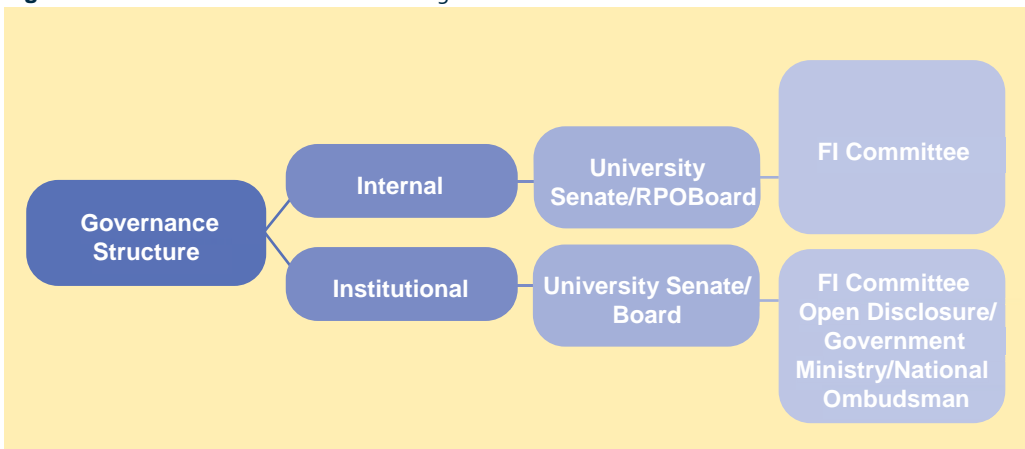 Governance
Structure
Internal
University
Senate/RPOBoard
FI Committee
Institutional
University Senate/
Board
FI Committee
Open Disclosure/
Government
Ministry/National
Ombudsman